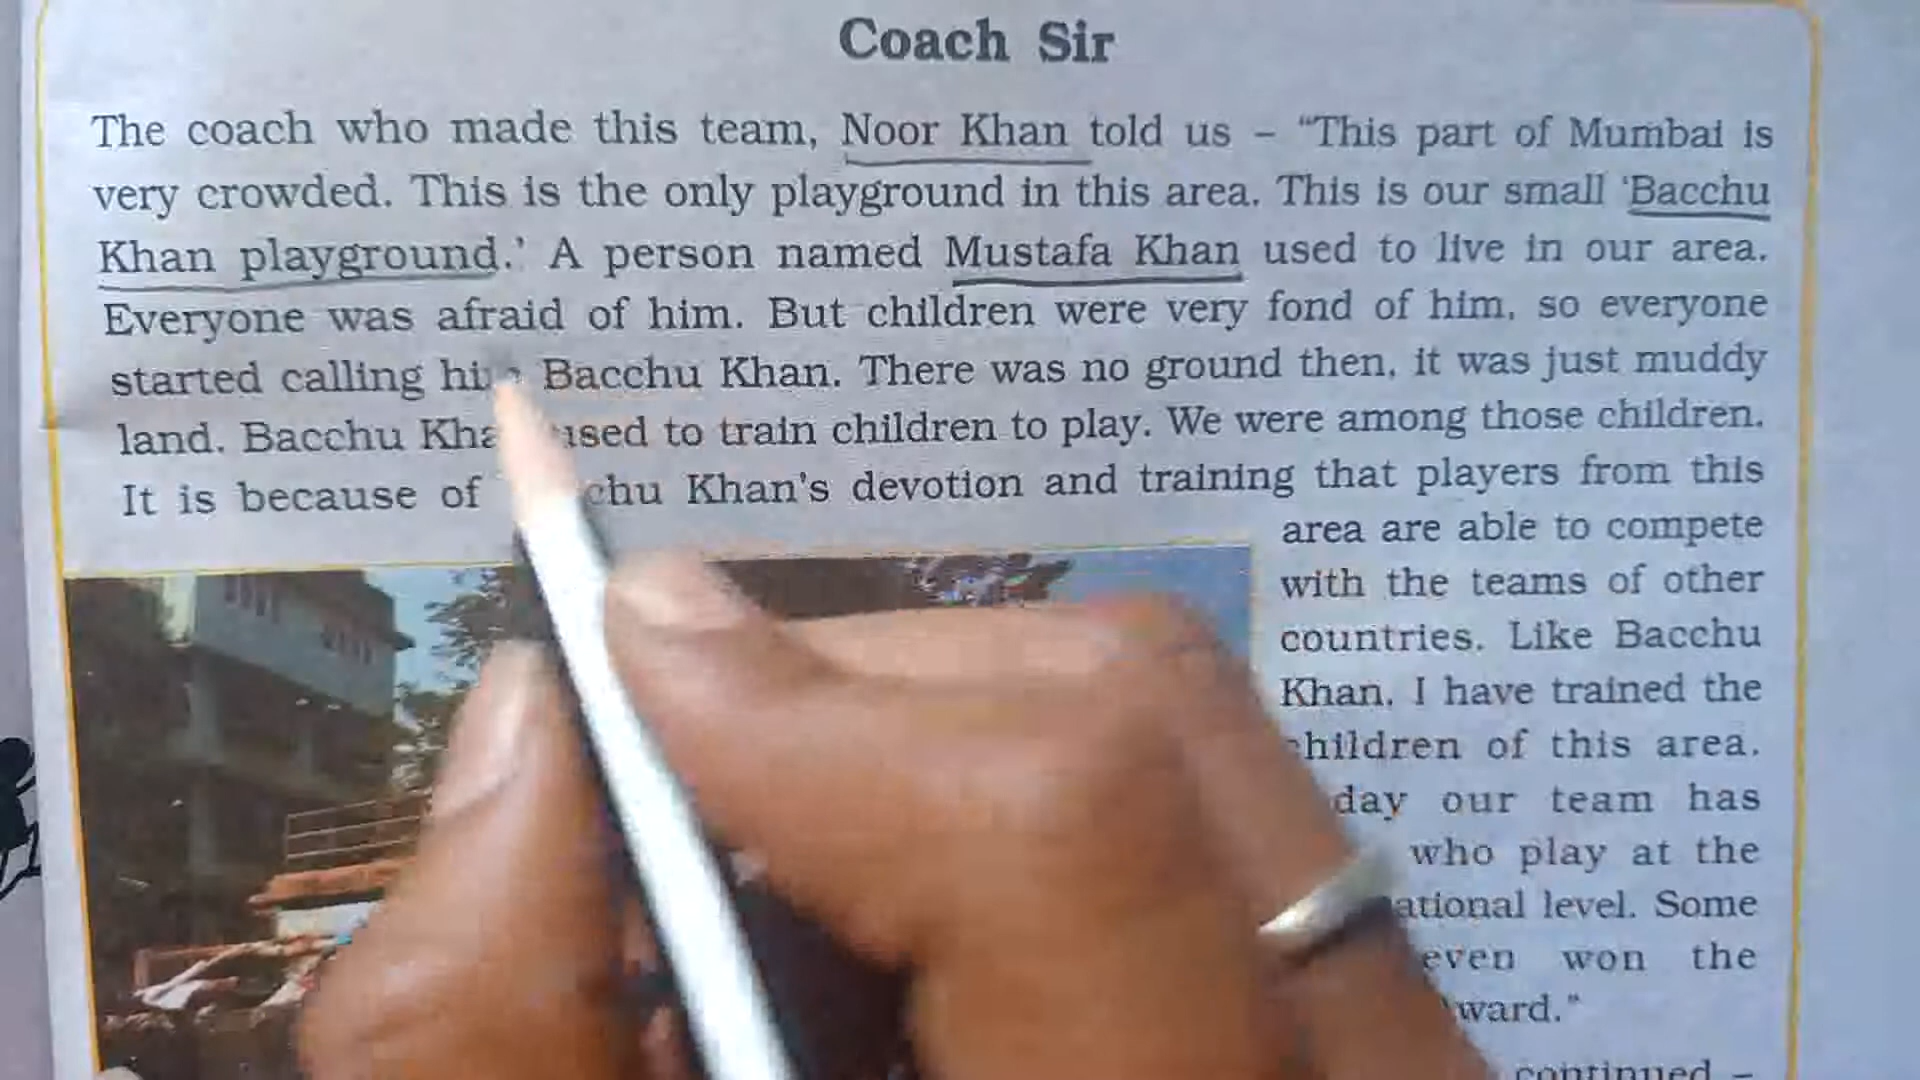 Coach Sir
The coach who made this team, Noor Khan told us – "This part of Mumbai is
very crowded. This is the only playground in this area. This is our small 'Bacchu
Khan playground.' A person named Mustafa Khan used to live in our area.
Everyone was afraid of him. But children were very fond of him, so everyone
started calling Bacchu Khan. There was no ground then, it was just muddy
land. Bacchu used to train children to play. We were among those children.
It is because of Khan's devotion and training that players from this
area are able to compete
with the teams of other
countries. Like Bacchu
Khan, I have trained the
children of this area.
our team has
who play at the
level. Some
even won the
continued –